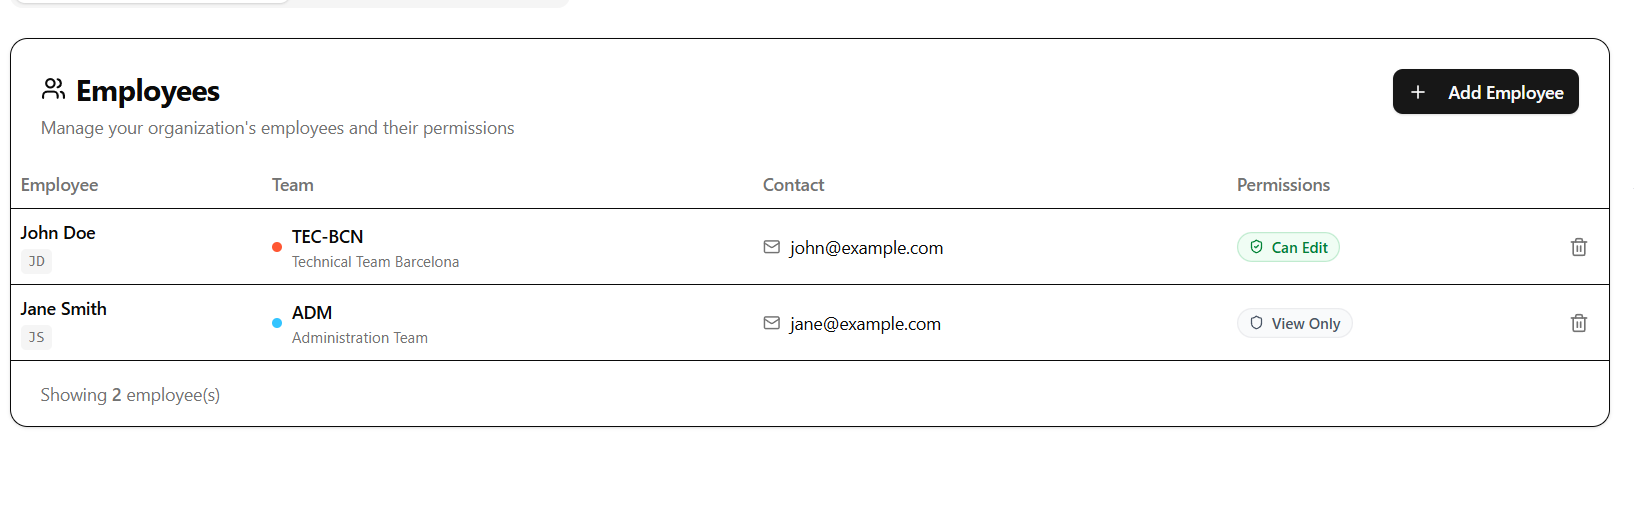 Employees
Add Employee
Manage your organization's employees and their permissions
Employee Team Contact Permissions
John Doe
JD
TEC-BCN
Technical Team Barcelona
john@example.com
Can Edit
Jane Smith
JS
ADM
Administration Team
jane@example.com
View Only
Showing 2 employee(s)